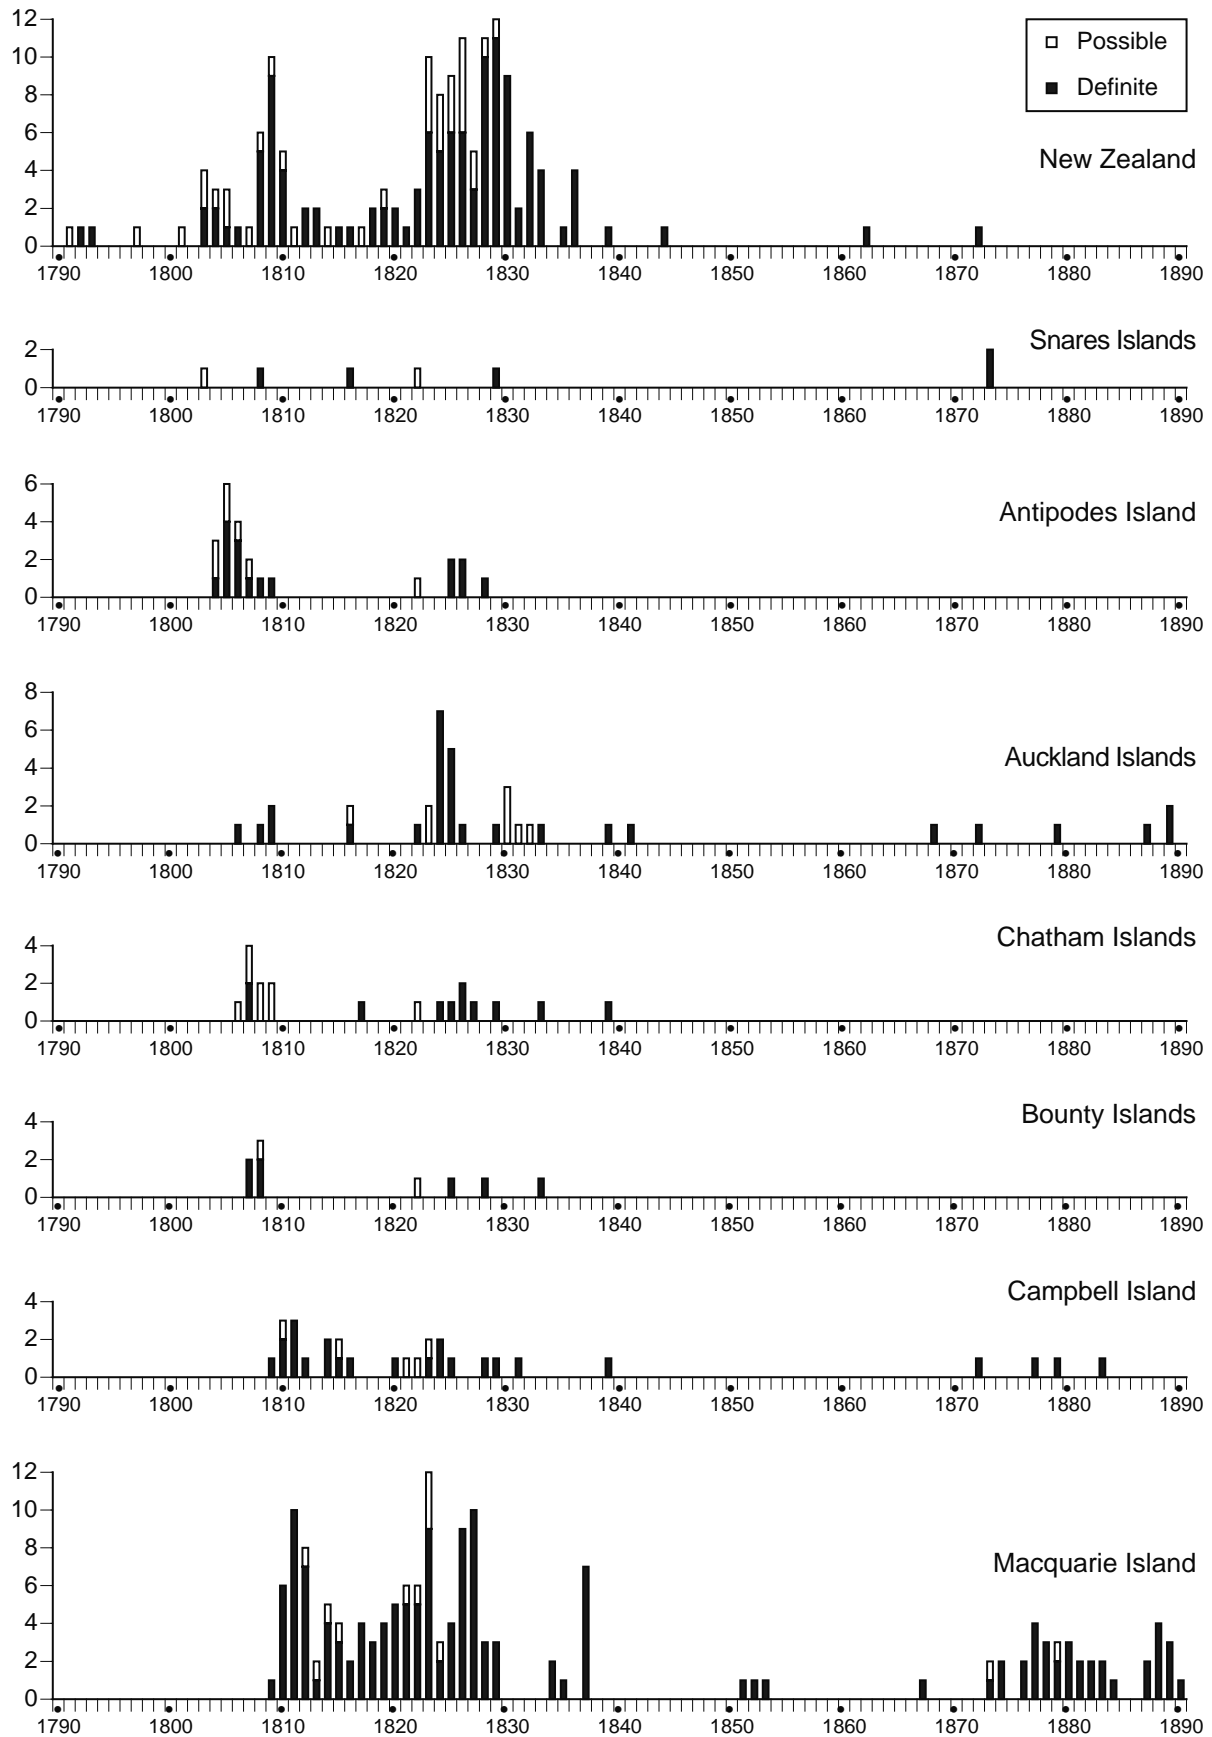 12
10
8
6
4
2
0
Possible
Definite
New Zealand
1790 1800 1810 1820 1830 1840 1850 1860 1870 1880 1890
2
0
Snares Islands
1790 1800 1810 1820 1830 1840 1850 1860 1870 1880 1890
6
4
2
0
Antipodes Island
1790 1800 1810 1820 1830 1840 1850 1860 1870 1880 1890
8
6
4
2
0
Auckland Islands
1790 1800 1810 1820 1830 1840 1850 1860 1870 1880 1890
4
2
0
Chatham Islands
1790 1800 1810 1820 1830 1840 1850 1860 1870 1880 1890
4
2
0
Bounty Islands
1790 1800 1810 1820 1830 1840 1850 1860 1870 1880 1890
4
2
0
Campbell Island
1790 1800 1810 1820 1830 1840 1850 1860 1870 1880 1890
12
10
8
6
4
2
0
Macquarie Island
1790 1800 1810 1820 1830 1840 1850 1860 1870 1880 1890